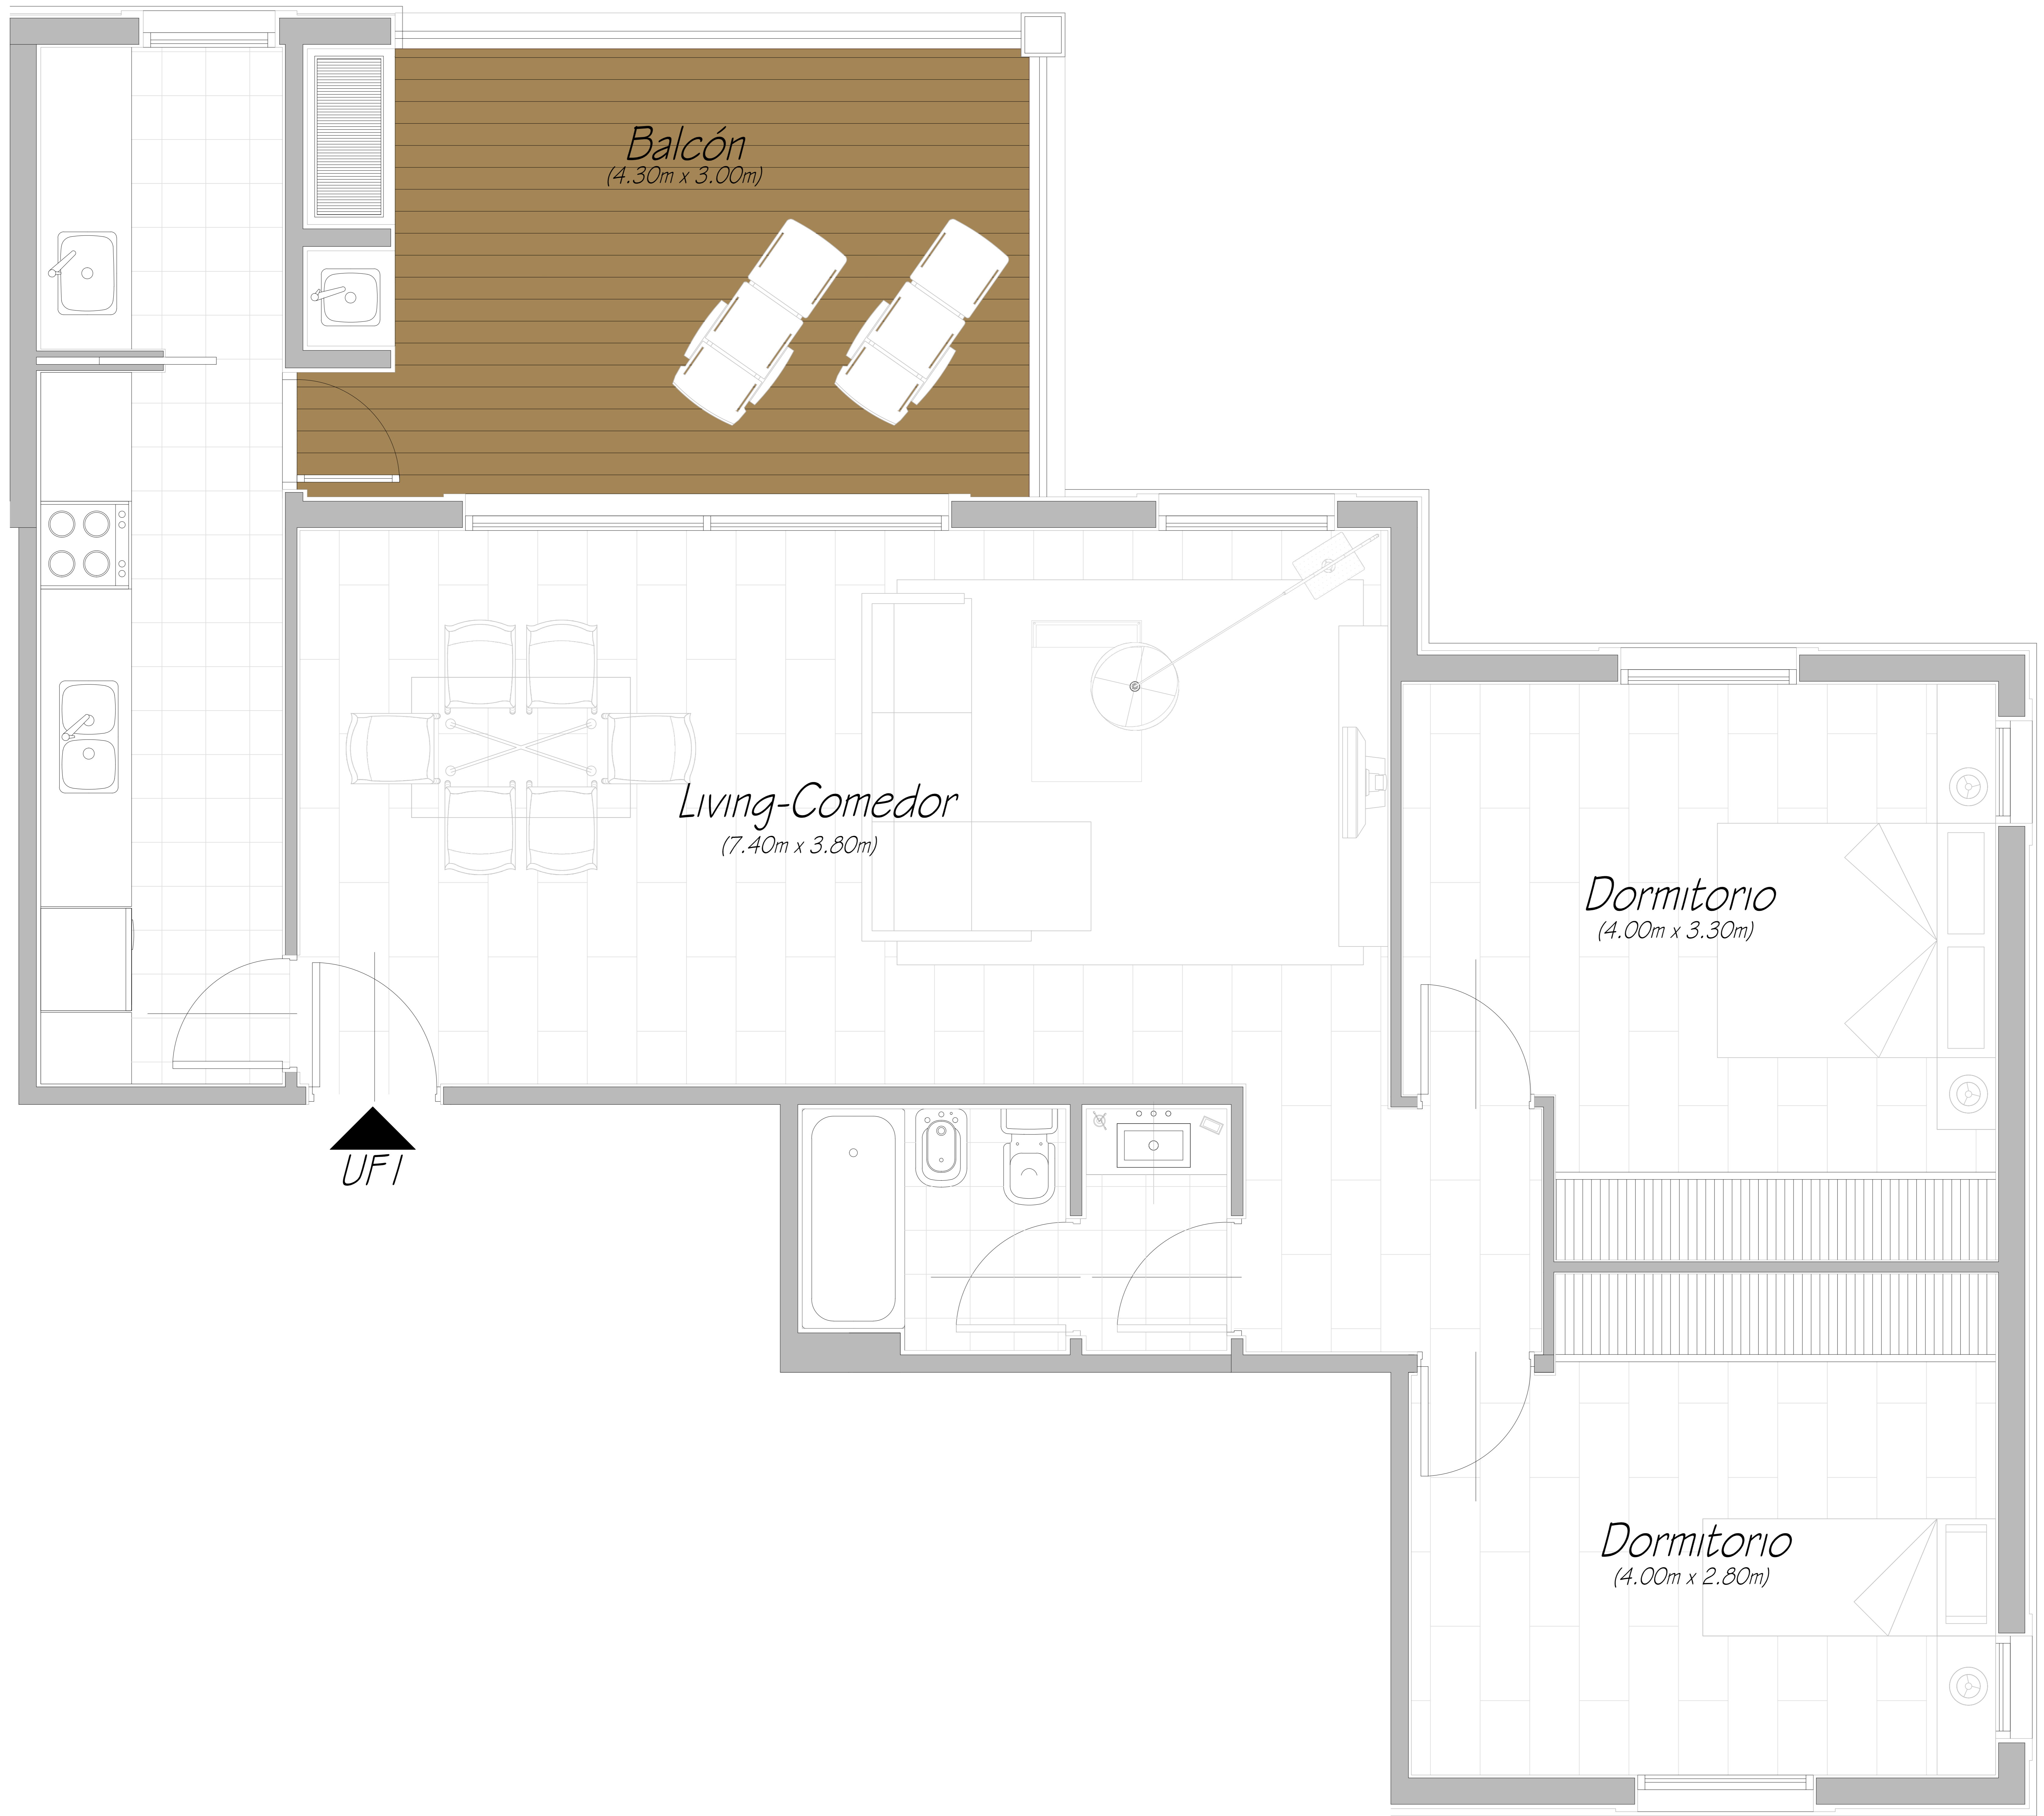 Balcón
(4.30m x 3.00m)
Living-Comedor
(7.40m x 3.80m)
Dormitorio
(4.00m x 3.30m)
UF1
Dormitorio
(4.00m x 2.80m)